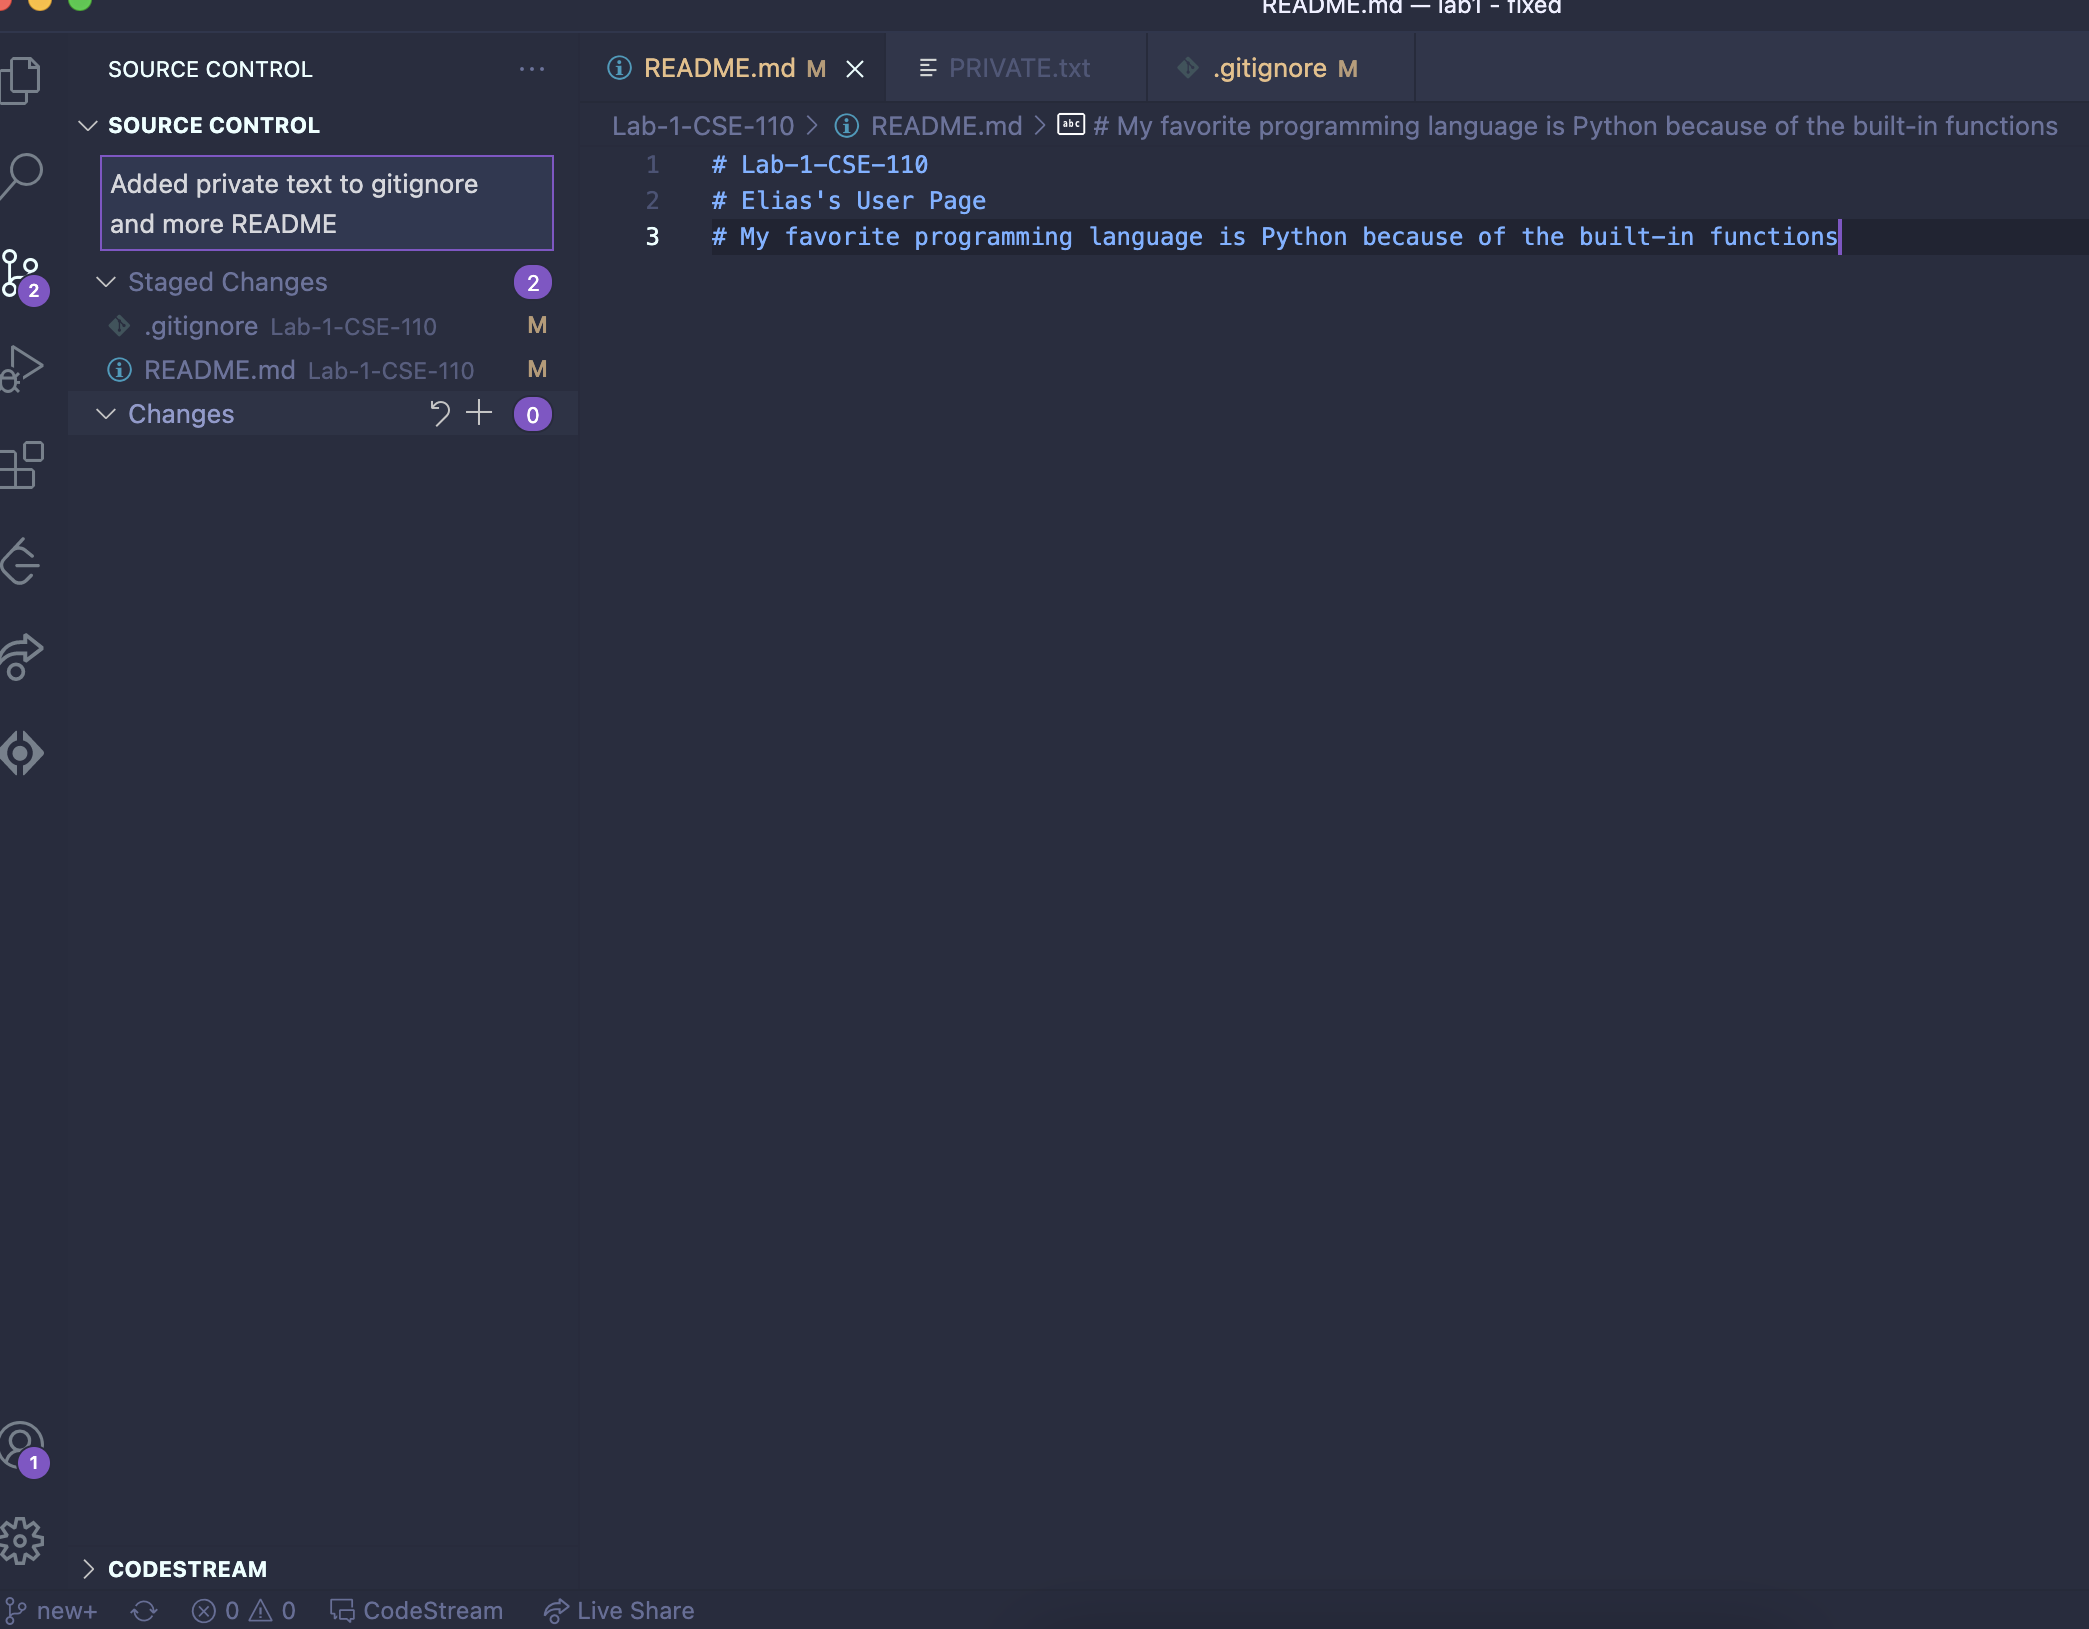 README.md — lab1 - fixed
SOURCE CONTROL
README.md M
PRIVATE.txt
.gitignore M
SOURCE CONTROL
Lab-1-CSE-110 > README.md > abc # My favorite programming language is Python because of the built-in functions
Added private text to gitignore
and more README
1 # Lab-1-CSE-110
2 # Elias's User Page
3 # My favorite programming language is Python because of the built-in functions
2
Staged Changes 2
.gitignore Lab-1-CSE-110 M
README.md Lab-1-CSE-110 M
Changes 0
1
CODESTREAM
new+ 0 0 CodeStream Live Share